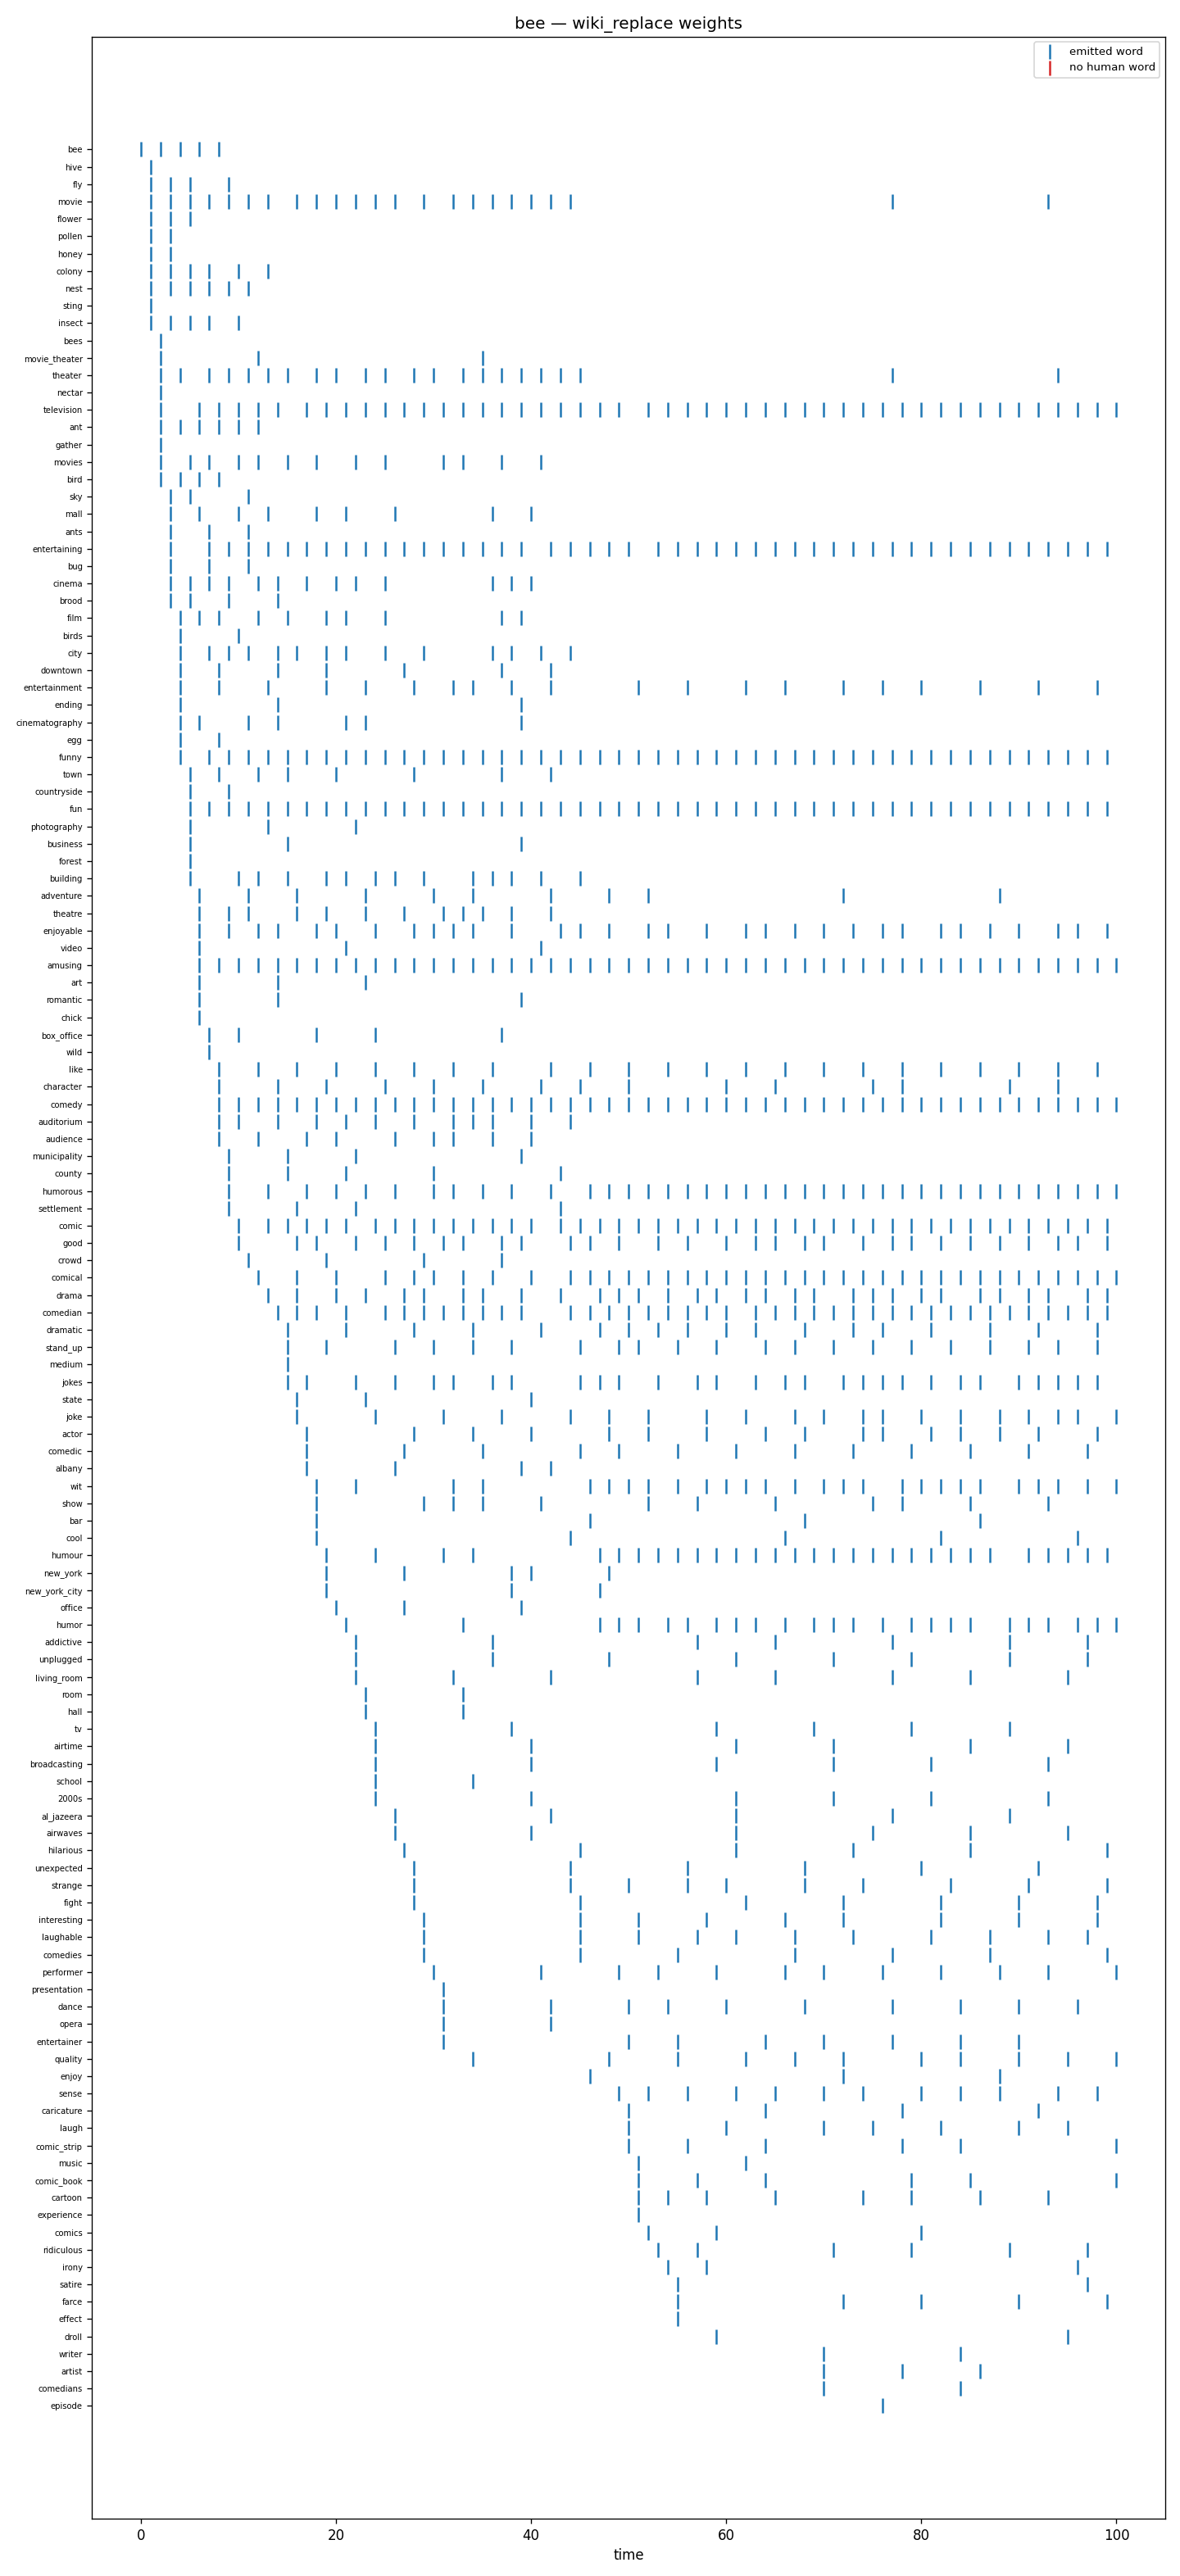 bee — wiki_replace weights
emitted word
no human word
bee
hive
fly
movie
flower
pollen
honey
colony
nest
sting
insect
bees
movie_theater
theater
nectar
television
ant
gather
movies
bird
sky
mall
ants
entertaining
bug
cinema
brood
film
birds
city
downtown
entertainment
ending
cinematography
egg
funny
town
countryside
fun
photography
business
forest
building
adventure
theatre
enjoyable
video
amusing
art
romantic
chick
box_office
wild
like
character
comedy
auditorium
audience
municipality
county
humorous
settlement
comic
good
crowd
comical
drama
comedian
dramatic
stand_up
medium
jokes
state
joke
actor
comedic
albany
wit
show
bar
cool
humour
new_york
new_york_city
office
humor
addictive
unplugged
living_room
room
hall
tv
airtime
broadcasting
school
2000s
al_jazeera
airwaves
hilarious
unexpected
strange
fight
interesting
laughable
comedies
performer
presentation
dance
opera
entertainer
quality
enjoy
sense
caricature
laugh
comic_strip
music
comic_book
cartoon
experience
comics
ridiculous
irony
satire
farce
effect
droll
writer
artist
comedians
episode
0 20 40 60 80 100
time